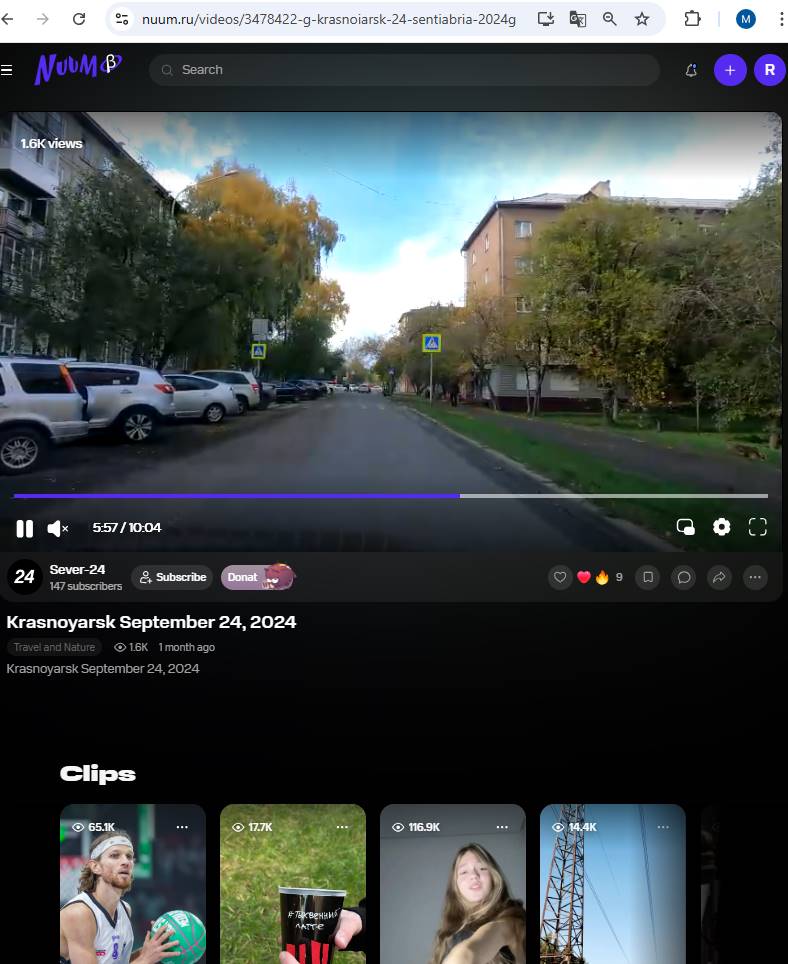 nuum.ru/videos/3478422-g-krasnoiarsk-24-sentiabria-2024g
M
NUUM β
Search
R
1.6K views
5:57 / 10:04
24
Sever-24
147 subscribers
Subscribe
Donat
9
Krasnoyarsk September 24, 2024
Travel and Nature
1.6K
1 month ago
Krasnoyarsk September 24, 2024
Clips
65.1K
17.7K
116.9K
14.4K
#ТЫКВЕННЫЙ
ЛАТТЕ